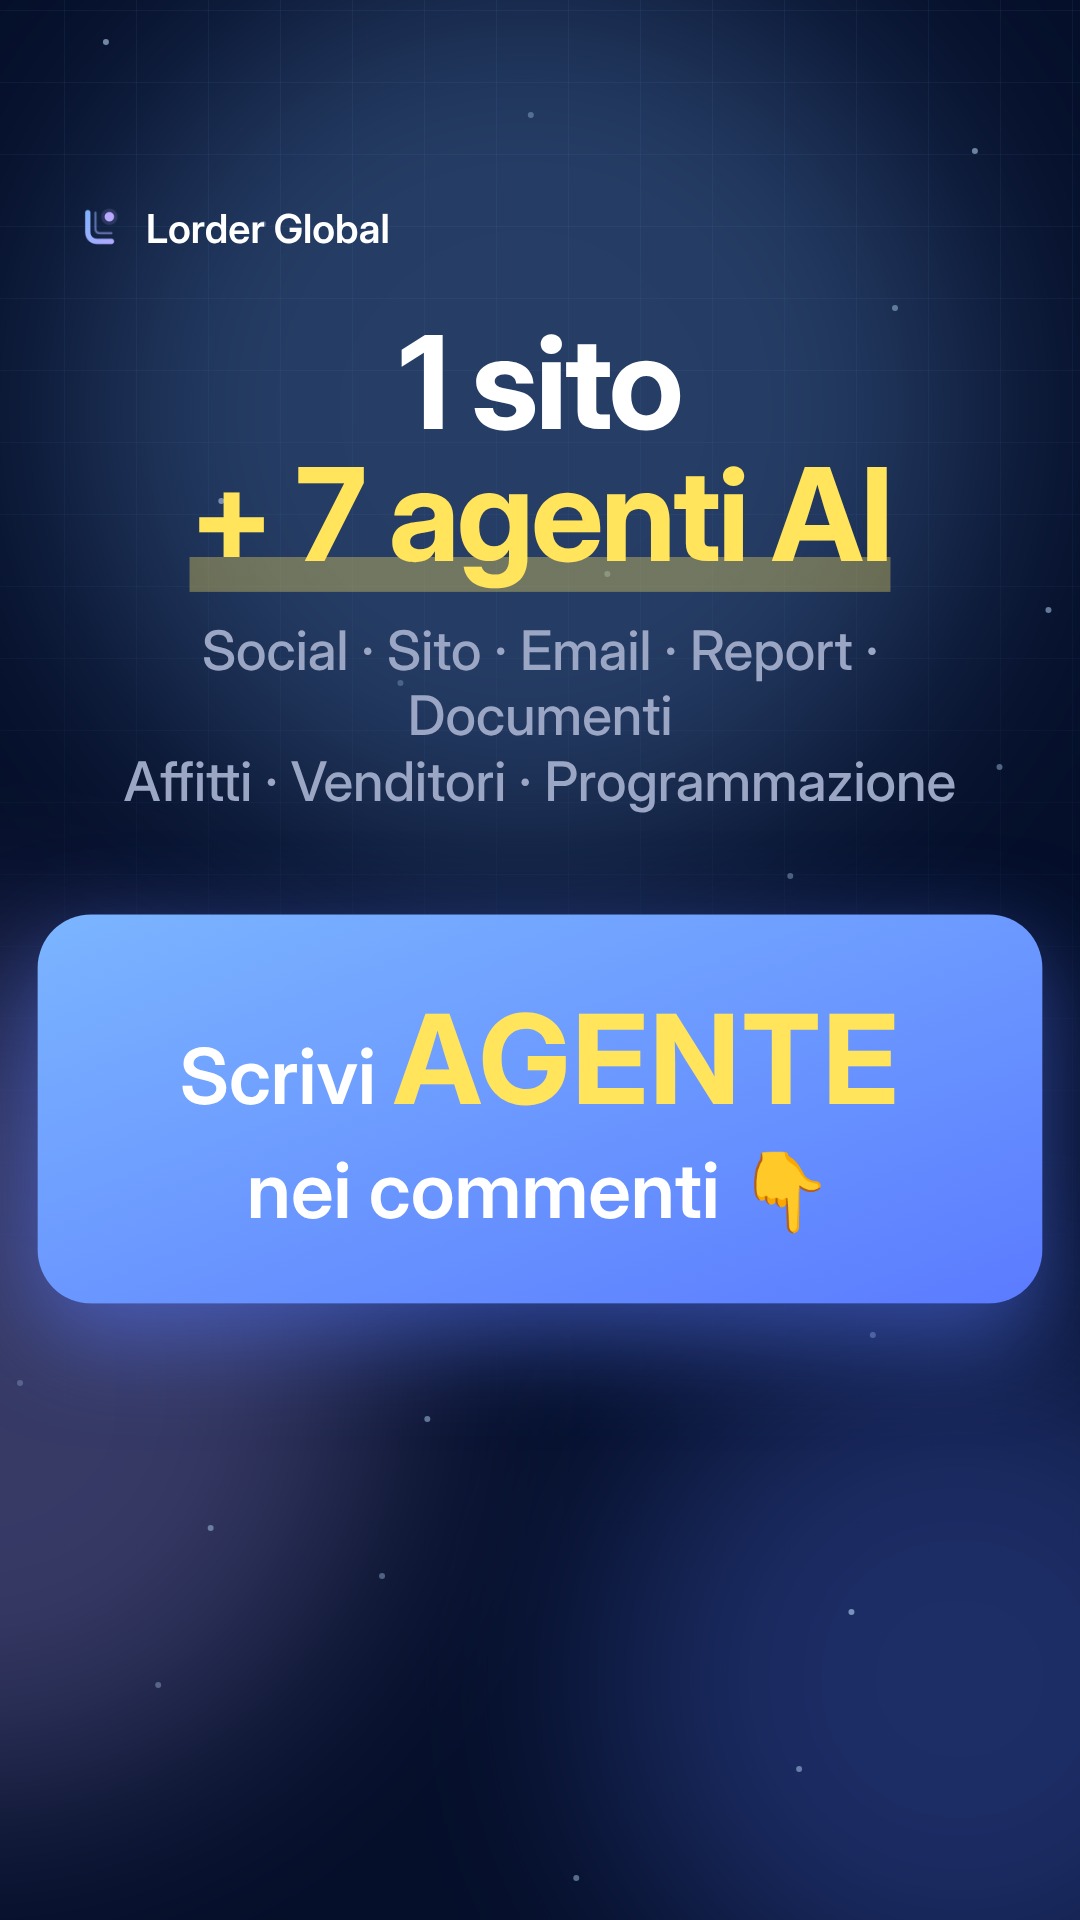 Lorder Global
1 sito
+ 7 agenti AI
Social · Sito · Email · Report ·
Documenti
Affitti · Venditori · Programmazione
Scrivi AGENTE
nei commenti 👇